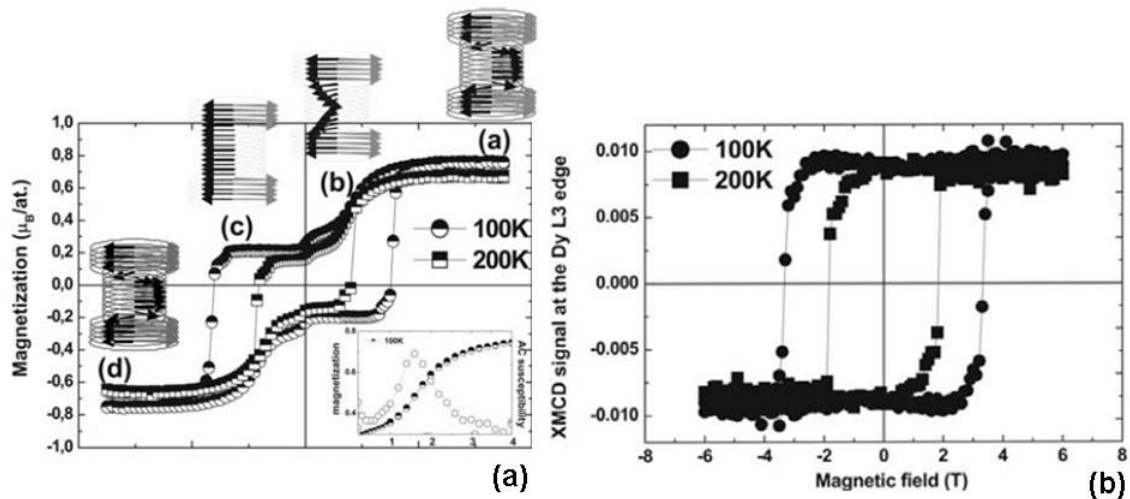 (a)
1,0
0,8
0,6
0,4
0,2
0,0
-0,2
-0,4
-0,6
-0,8
-1,0
Magnetization (μB/at.)
(b)
(c)
(d)
100K
200K
0.8
0.6
0.4
magnetization
100K
AC susceptibility
1 2 3 4
(a)
XMCD signal at the Dy L3 edge
0.010
0.005
0.000
-0.005
-0.010
100K
200K
-8 -6 -4 -2 0 2 4 6 8
Magnetic field (T)
(b)